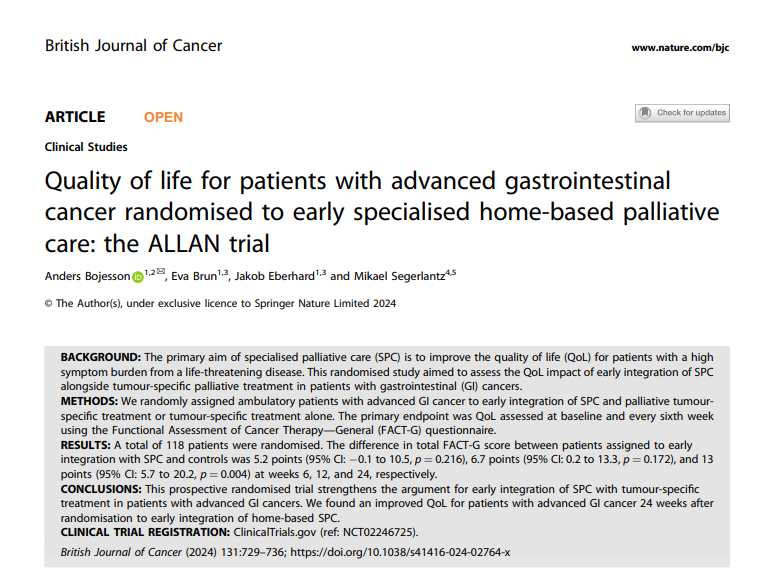 British Journal of Cancer
www.nature.com/bjc
ARTICLE OPEN
Check for updates
Clinical Studies
Quality of life for patients with advanced gastrointestinal
cancer randomised to early specialised home-based palliative
care: the ALLAN trial
Anders Bojesson iD 1,2✉, Eva Brun1,3, Jakob Eberhard1,3 and Mikael Segerlantz4,5
© The Author(s), under exclusive licence to Springer Nature Limited 2024
BACKGROUND: The primary aim of specialised palliative care (SPC) is to improve the quality of life (QoL) for patients with a high
symptom burden from a life-threatening disease. This randomised study aimed to assess the QoL impact of early integration of SPC
alongside tumour-specific palliative treatment in patients with gastrointestinal (GI) cancers.
METHODS: We randomly assigned ambulatory patients with advanced GI cancer to early integration of SPC and palliative tumour-
specific treatment or tumour-specific treatment alone. The primary endpoint was QoL assessed at baseline and every sixth week
using the Functional Assessment of Cancer Therapy—General (FACT-G) questionnaire.
RESULTS: A total of 118 patients were randomised. The difference in total FACT-G score between patients assigned to early
integration with SPC and controls was 5.2 points (95% CI: −0.1 to 10.5, p = 0.216), 6.7 points (95% CI: 0.2 to 13.3, p = 0.172), and 13
points (95% CI: 5.7 to 20.2, p = 0.004) at weeks 6, 12, and 24, respectively.
CONCLUSIONS: This prospective randomised trial strengthens the argument for early integration of SPC with tumour-specific
treatment in patients with advanced GI cancers. We found an improved QoL for patients with advanced GI cancer 24 weeks after
randomisation to early integration of home-based SPC.
CLINICAL TRIAL REGISTRATION: ClinicalTrials.gov (ref: NCT02246725).
British Journal of Cancer (2024) 131:729–736; https://doi.org/10.1038/s41416-024-02764-x